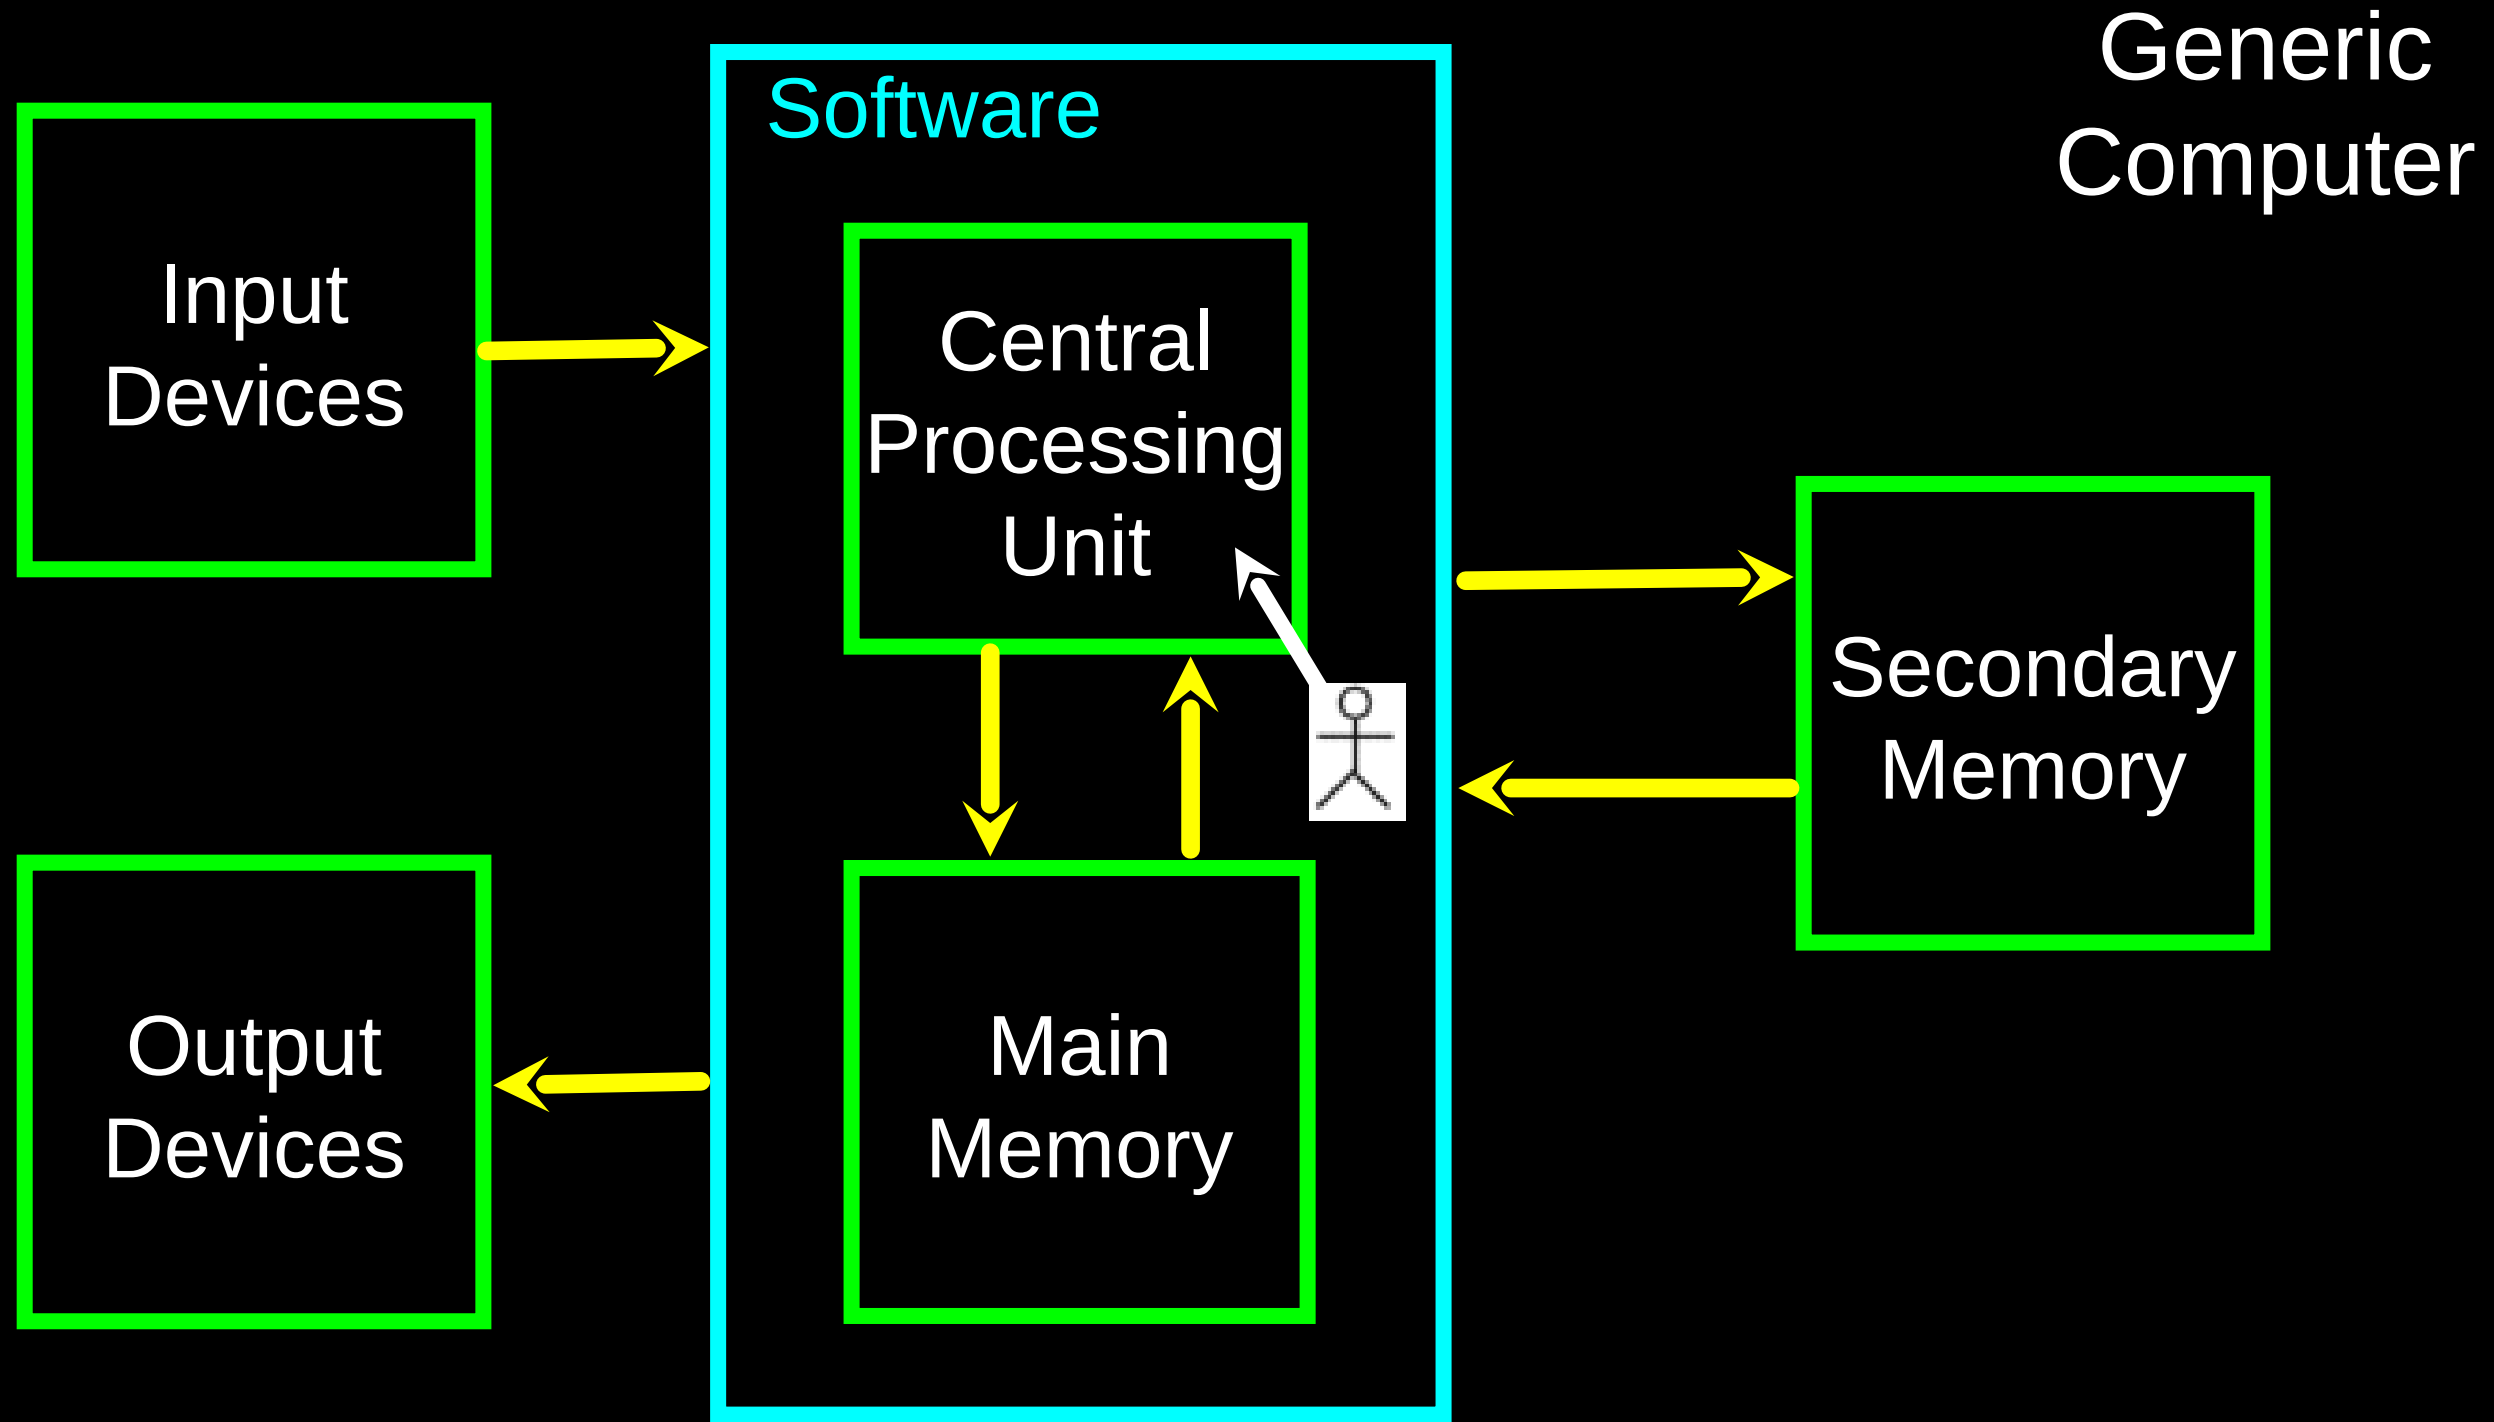 Generic
Computer
Software
Input
Devices
Central
Processing
Unit
Secondary
Memory
Output
Devices
Main
Memory